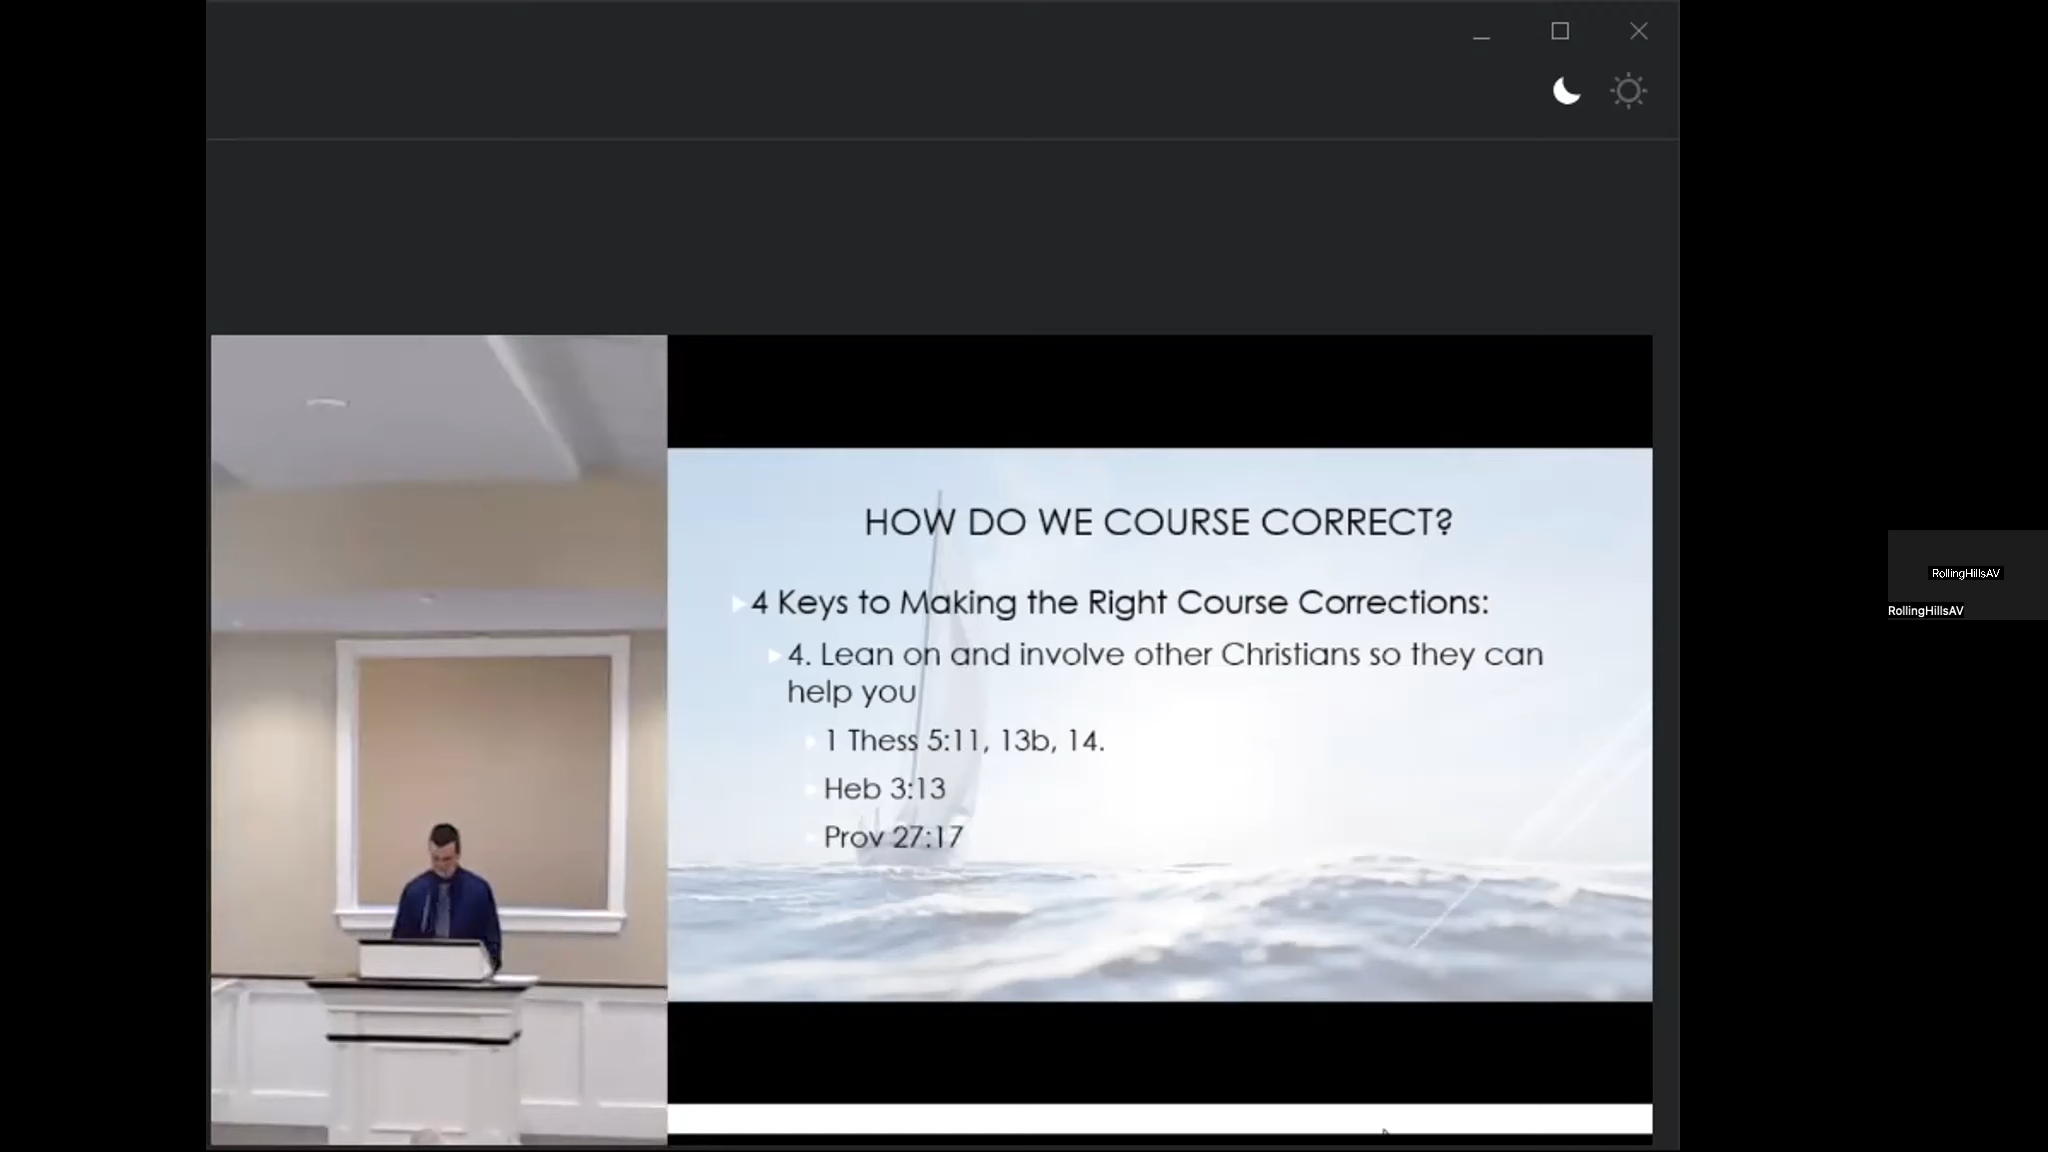 HOW DO WE COURSE CORRECT?
4 Keys to Making the Right Course Corrections:
4. Lean on and involve other Christians so they can
help you
1 Thess 5:11, 13b, 14.
Heb 3:13
Prov 27:17
RollingHillsAV
RollingHillsAV